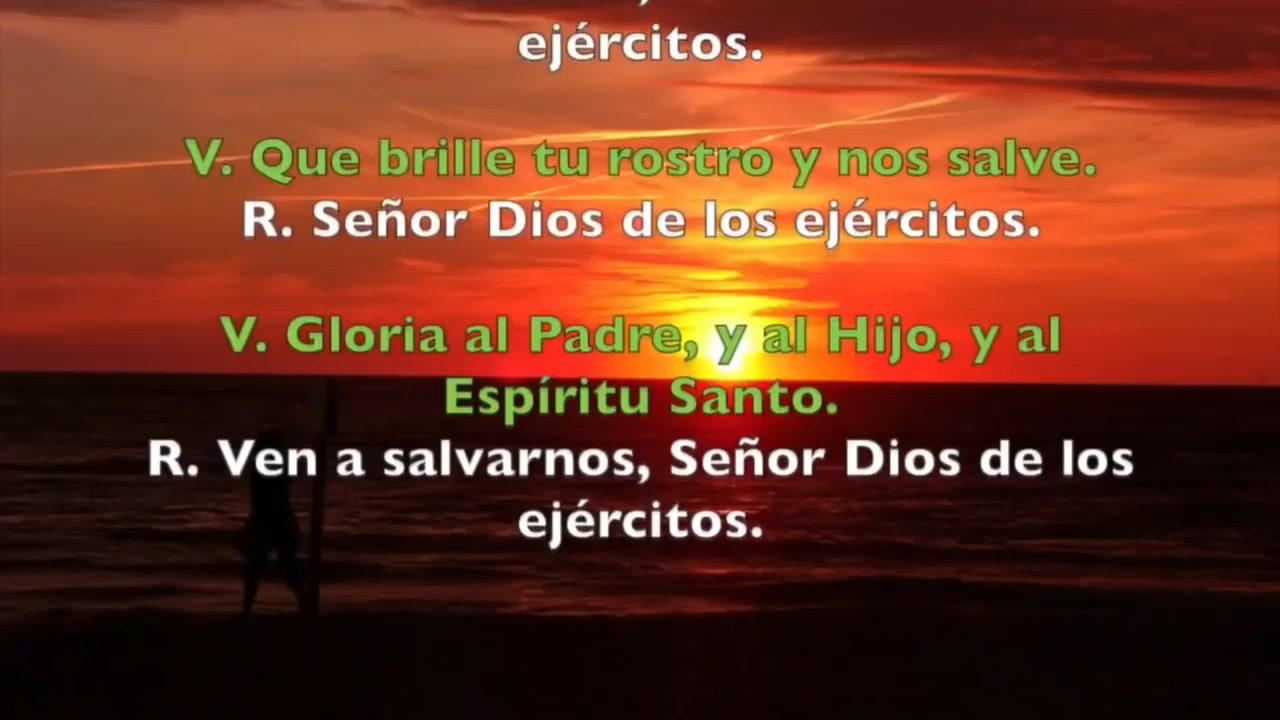 ejércitos.
V. Que brille tu rostro y nos salve.
R. Señor Dios de los ejércitos.
V. Gloria al Padre, y al Hijo, y al
Espíritu Santo.
R. Ven a salvarnos, Señor Dios de los
ejércitos.